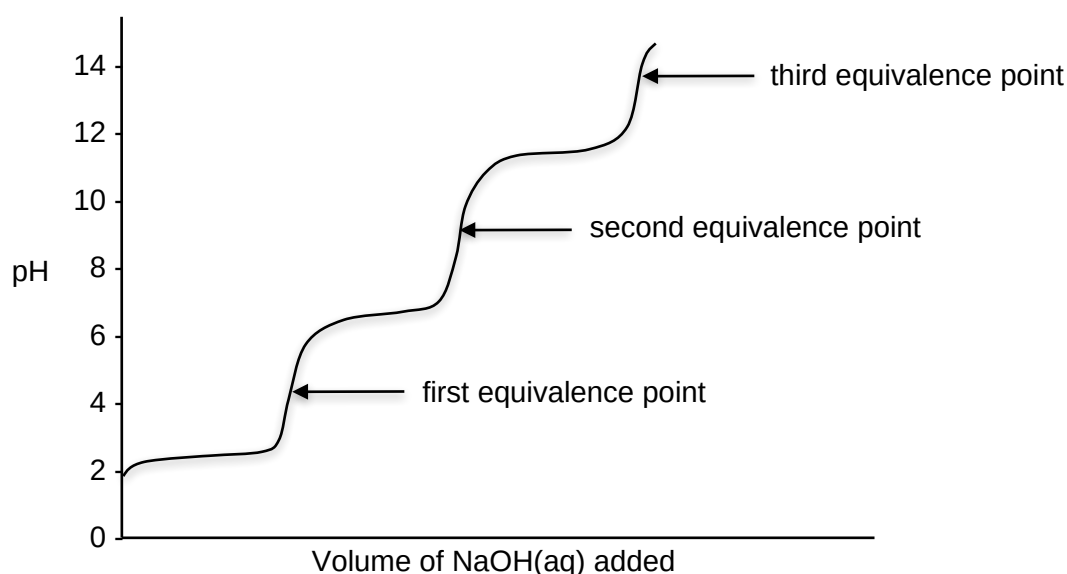 14
third equivalence point
12
10
second equivalence point
8
pH
6
4
first equivalence point
2
0
Volume of NaOH(aq) added